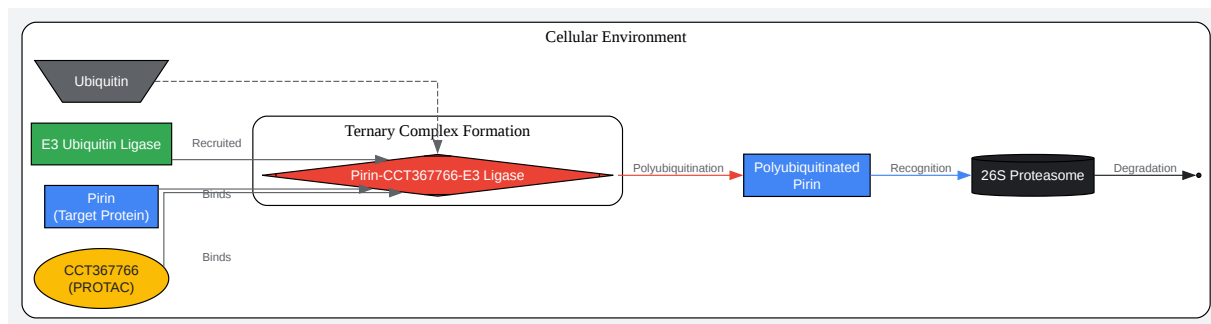 Cellular Environment
Ubiquitin
E3 Ubiquitin Ligase
Recruited
Ternary Complex Formation
Pirin-CCT367766-E3 Ligase
Polyubiquitination
Polyubiquitinated
Pirin
Recognition
26S Proteasome
Degradation
Pirin
(Target Protein)
Binds
CCT367766
(PROTAC)
Binds